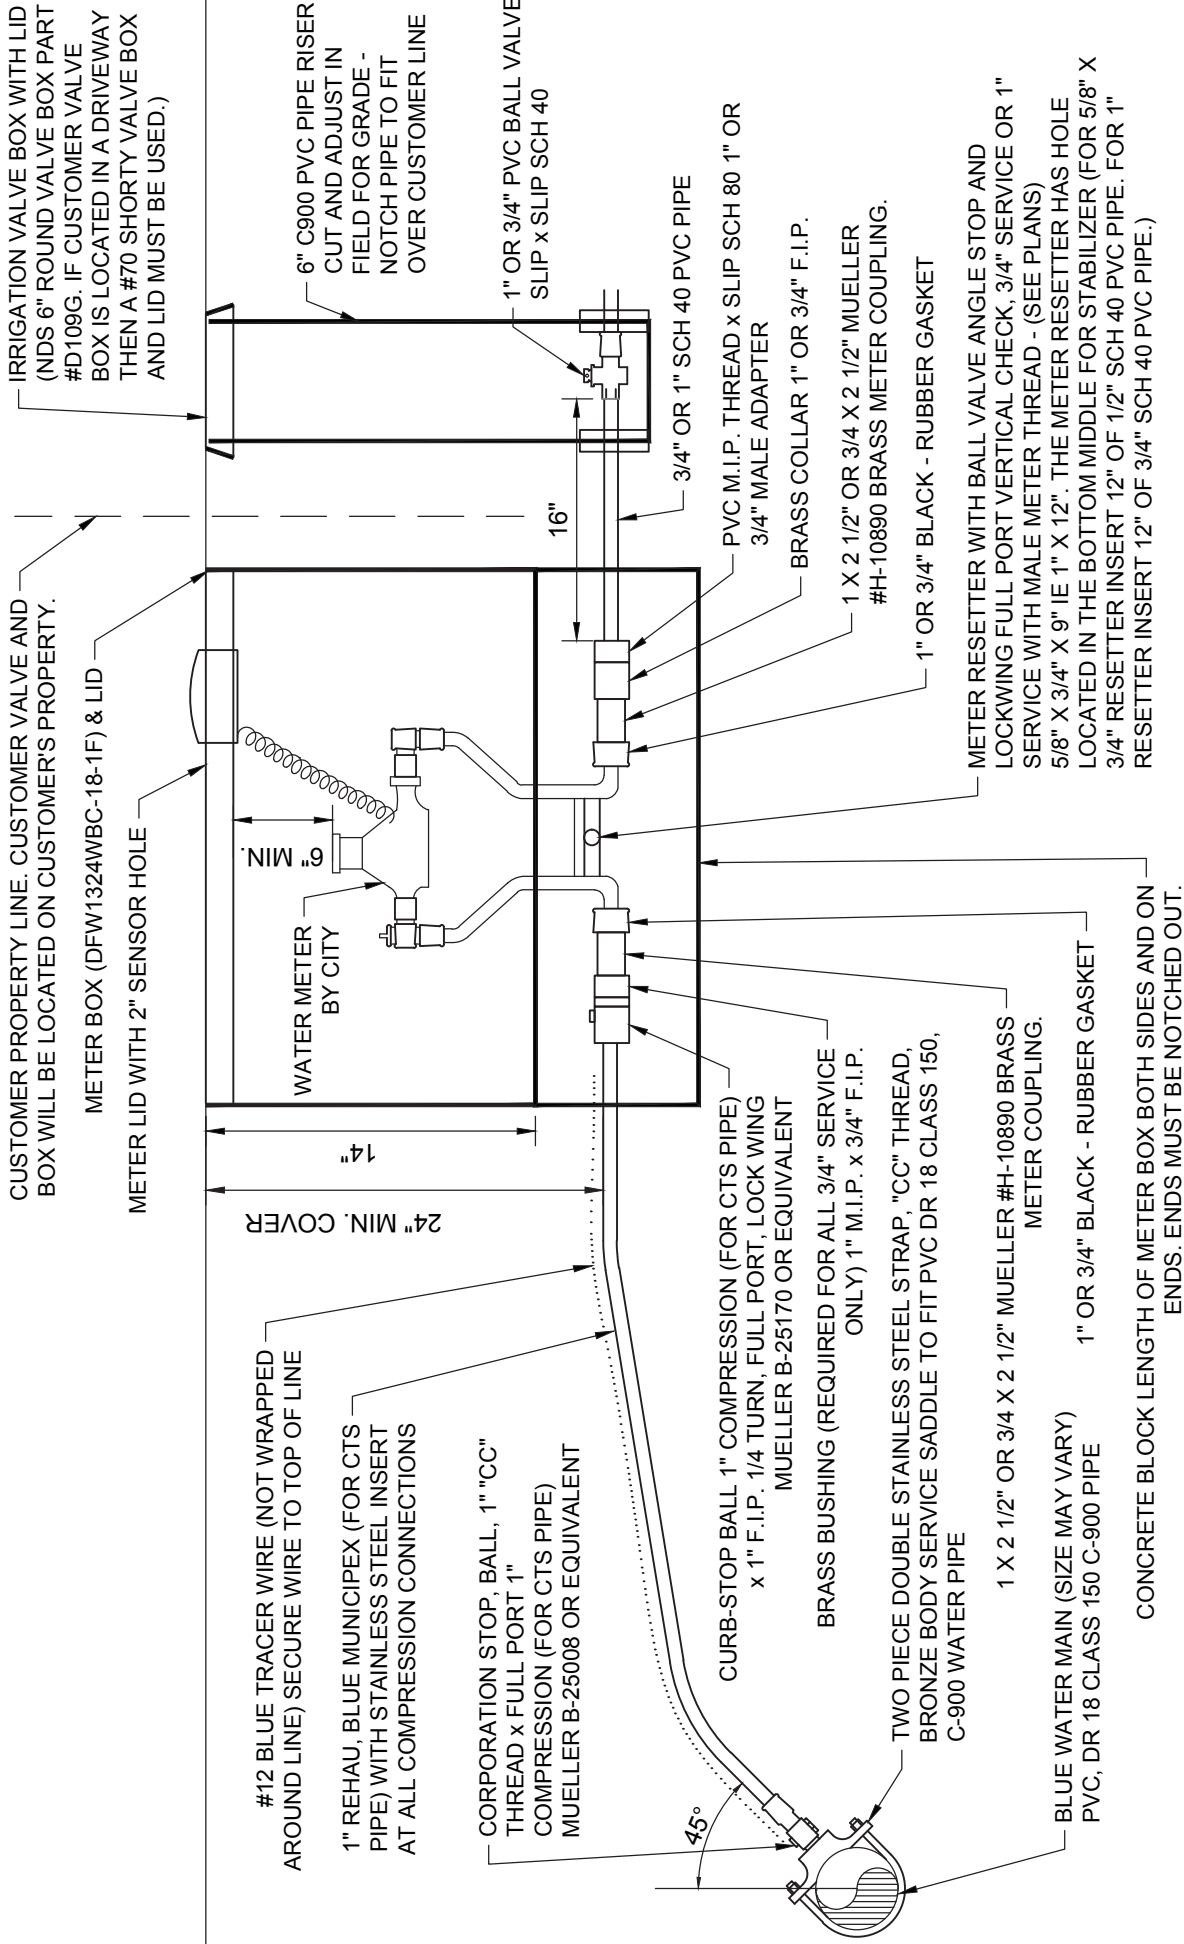 CUSTOMER PROPERTY LINE. CUSTOMER VALVE AND
BOX WILL BE LOCATED ON CUSTOMER'S PROPERTY.
METER BOX (DFW1324WBC-18-1F) & LID
METER LID WITH 2" SENSOR HOLE
IRRIGATION VALVE BOX WITH LID
(NDS 6" ROUND VALVE BOX PART
#D109G. IF CUSTOMER VALVE
BOX IS LOCATED IN A DRIVEWAY
THEN A #70 SHORTY VALVE BOX
AND LID MUST BE USED.)
6" C900 PVC PIPE RISER
CUT AND ADJUST IN
FIELD FOR GRADE -
NOTCH PIPE TO FIT
OVER CUSTOMER LINE
1" OR 3/4" PVC BALL VALVE
SLIP x SLIP SCH 40
6" MIN.
WATER METER
BY CITY
14"
24" MIN. COVER
16"
#12 BLUE TRACER WIRE (NOT WRAPPED
AROUND LINE) SECURE WIRE TO TOP OF LINE
1" REHAU, BLUE MUNICIPEX (FOR CTS
PIPE) WITH STAINLESS STEEL INSERT
AT ALL COMPRESSION CONNECTIONS
CORPORATION STOP, BALL, 1" "CC"
THREAD x FULL PORT 1"
COMPRESSION (FOR CTS PIPE)
MUELLER B-25008 OR EQUIVALENT
45°
3/4" OR 1" SCH 40 PVC PIPE
PVC M.I.P. THREAD x SLIP SCH 80 1" OR
3/4" MALE ADAPTER
BRASS COLLAR 1" OR 3/4" F.I.P.
1 X 2 1/2" OR 3/4 X 2 1/2" MUELLER
#H-10890 BRASS METER COUPLING.
1" OR 3/4" BLACK - RUBBER GASKET
METER RESETTER WITH BALL VALVE ANGLE STOP AND
LOCKWING FULL PORT VERTICAL CHECK, 3/4" SERVICE OR 1"
SERVICE WITH MALE METER THREAD - (SEE PLANS)
5/8" X 3/4" X 9" IE 1" X 12". THE METER RESETTER HAS HOLE
LOCATED IN THE BOTTOM MIDDLE FOR STABILIZER (FOR 5/8" X
3/4" RESETTER INSERT 12" OF 1/2" SCH 40 PVC PIPE. FOR 1"
RESETTER INSERT 12" OF 3/4" SCH 40 PVC PIPE.)
CURB-STOP BALL 1" COMPRESSION (FOR CTS PIPE)
x 1" F.I.P. 1/4 TURN, FULL PORT, LOCK WING
MUELLER B-25170 OR EQUIVALENT
BRASS BUSHING (REQUIRED FOR ALL 3/4" SERVICE
ONLY) 1" M.I.P. x 3/4" F.I.P.
TWO PIECE DOUBLE STAINLESS STEEL STRAP, "CC" THREAD,
BRONZE BODY SERVICE SADDLE TO FIT PVC DR 18 CLASS 150,
C-900 WATER PIPE
1 X 2 1/2" OR 3/4 X 2 1/2" MUELLER #H-10890 BRASS
METER COUPLING.
BLUE WATER MAIN (SIZE MAY VARY)
PVC, DR 18 CLASS 150 C-900 PIPE
1" OR 3/4" BLACK - RUBBER GASKET
CONCRETE BLOCK LENGTH OF METER BOX BOTH SIDES AND ON
ENDS. ENDS MUST BE NOTCHED OUT.